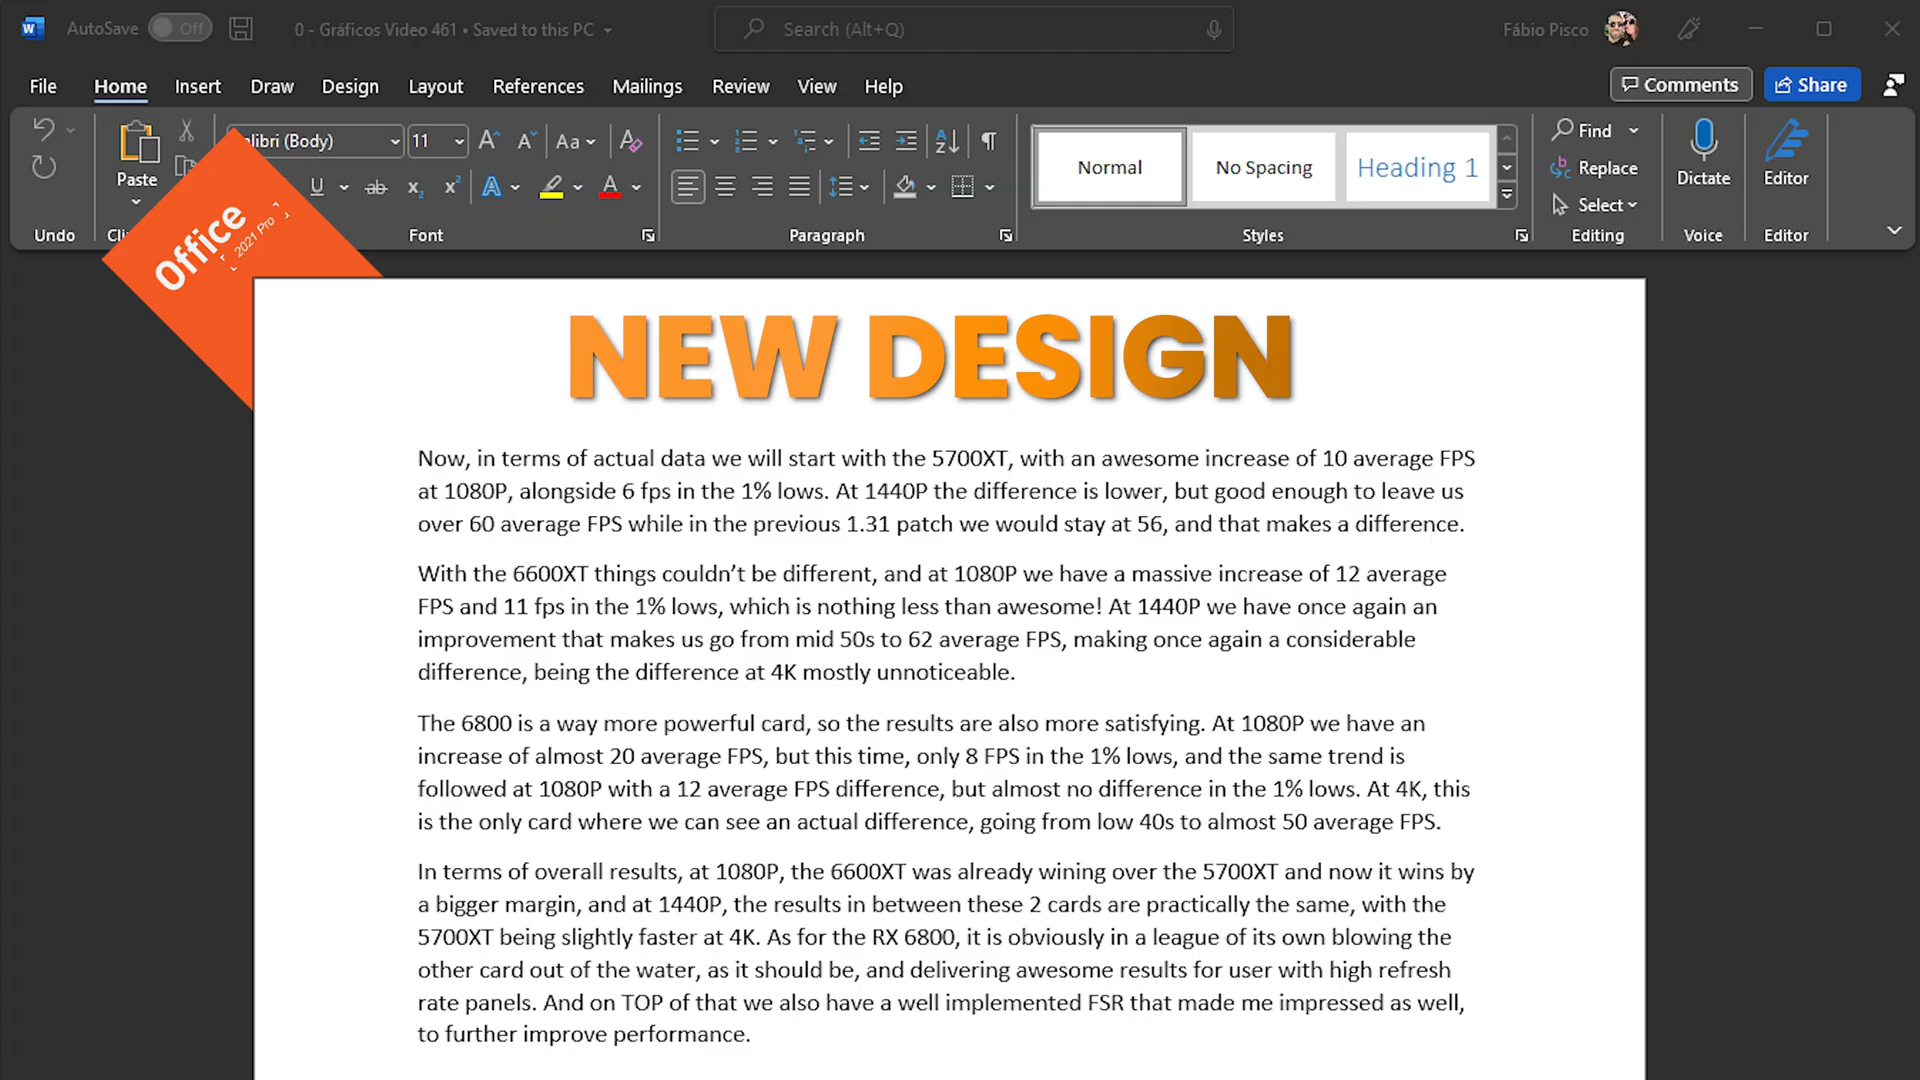 AutoSave Off 0 - Gráficos Video 461 • Saved to this PC Search (Alt+Q) Fábio Pisco
File Home Insert Draw Design Layout References Mailings Review View Help Comments Share
Paste
alibri (Body) 11 Aa
U ab x₂ x² A A
Normal No Spacing Heading 1
Find
Replace
Select
Dictate
Editor
Undo Cli Font Paragraph Styles Editing Voice Editor
Office
2021 Pro
NEW DESIGN
Now, in terms of actual data we will start with the 5700XT, with an awesome increase of 10 average FPS
at 1080P, alongside 6 fps in the 1% lows. At 1440P the difference is lower, but good enough to leave us
over 60 average FPS while in the previous 1.31 patch we would stay at 56, and that makes a difference.
With the 6600XT things couldn’t be different, and at 1080P we have a massive increase of 12 average
FPS and 11 fps in the 1% lows, which is nothing less than awesome! At 1440P we have once again an
improvement that makes us go from mid 50s to 62 average FPS, making once again a considerable
difference, being the difference at 4K mostly unnoticeable.
The 6800 is a way more powerful card, so the results are also more satisfying. At 1080P we have an
increase of almost 20 average FPS, but this time, only 8 FPS in the 1% lows, and the same trend is
followed at 1080P with a 12 average FPS difference, but almost no difference in the 1% lows. At 4K, this
is the only card where we can see an actual difference, going from low 40s to almost 50 average FPS.
In terms of overall results, at 1080P, the 6600XT was already wining over the 5700XT and now it wins by
a bigger margin, and at 1440P, the results in between these 2 cards are practically the same, with the
5700XT being slightly faster at 4K. As for the RX 6800, it is obviously in a league of its own blowing the
other card out of the water, as it should be, and delivering awesome results for user with high refresh
rate panels. And on TOP of that we also have a well implemented FSR that made me impressed as well,
to further improve performance.